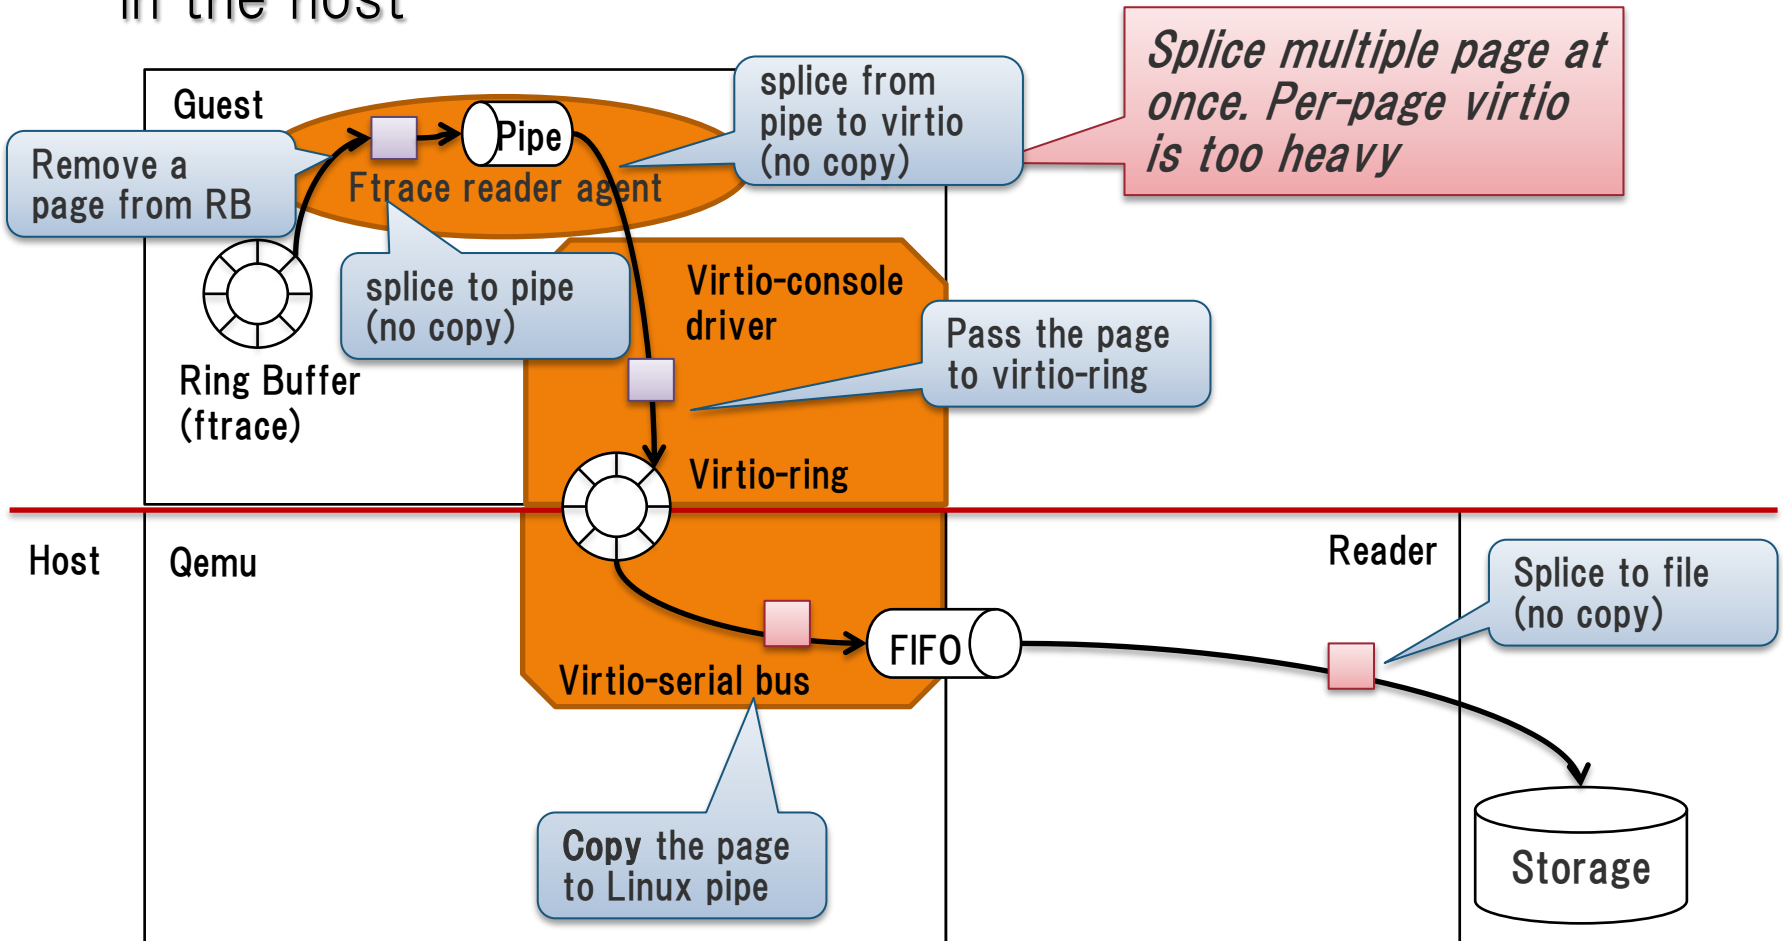 in the host
Splice multiple page at
once. Per-page virtio
is too heavy
splice from
pipe to virtio
(no copy)
Guest
Pipe
Remove a
page from RB
Ftrace reader agent
splice to pipe
(no copy)
Virtio-console
driver
Pass the page
to virtio-ring
Ring Buffer
(ftrace)
Virtio-ring
Host
Qemu
Reader
Splice to file
(no copy)
FIFO
Virtio-serial bus
Copy the page
to Linux pipe
Storage